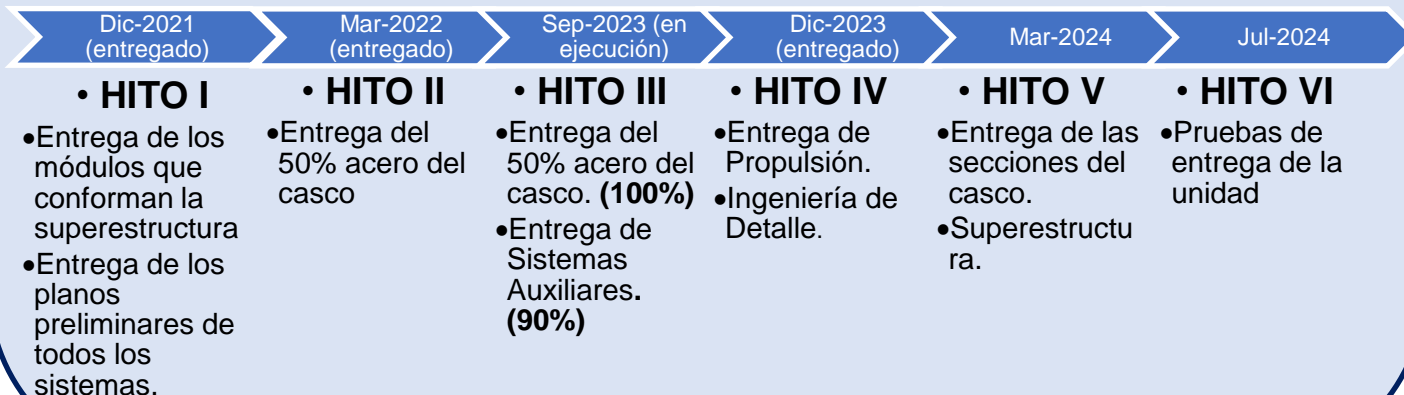 Dic-2021
(entregado)
Mar-2022
(entregado)
Sep-2023 (en
ejecución)
Dic-2023
(entregado)
Mar-2024
Jul-2024
• HITO I
•Entrega de los
módulos que
conforman la
superestructura
•Entrega de los
planos
preliminares de
todos los
sistemas.
• HITO II
•Entrega del
50% acero del
casco
• HITO III
•Entrega del
50% acero del
casco. (100%)
•Entrega de
Sistemas
Auxiliares.
(90%)
• HITO IV
•Entrega de
Propulsión.
•Ingeniería de
Detalle.
• HITO V
•Entrega de las
secciones del
casco.
•Superestructu
ra.
• HITO VI
•Pruebas de
entrega de la
unidad